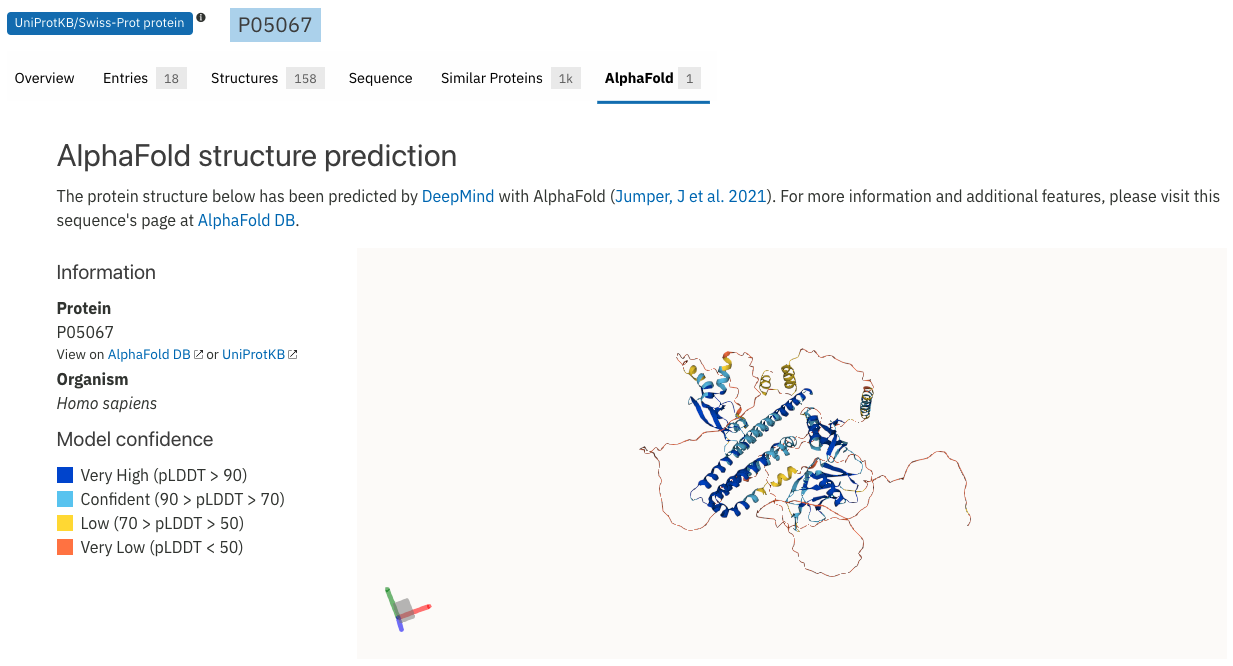 UniProtKB/Swiss-Prot protein P05067
Overview Entries 18 Structures 158 Sequence Similar Proteins 1k AlphaFold 1
AlphaFold structure prediction
The protein structure below has been predicted by DeepMind with AlphaFold (Jumper, J et al. 2021). For more information and additional features, please visit this
sequence's page at AlphaFold DB.
Information
Protein
P05067
View on AlphaFold DB or UniProtKB
Organism
Homo sapiens
Model confidence
Very High (pLDDT > 90)
Confident (90 > pLDDT > 70)
Low (70 > pLDDT > 50)
Very Low (pLDDT < 50)